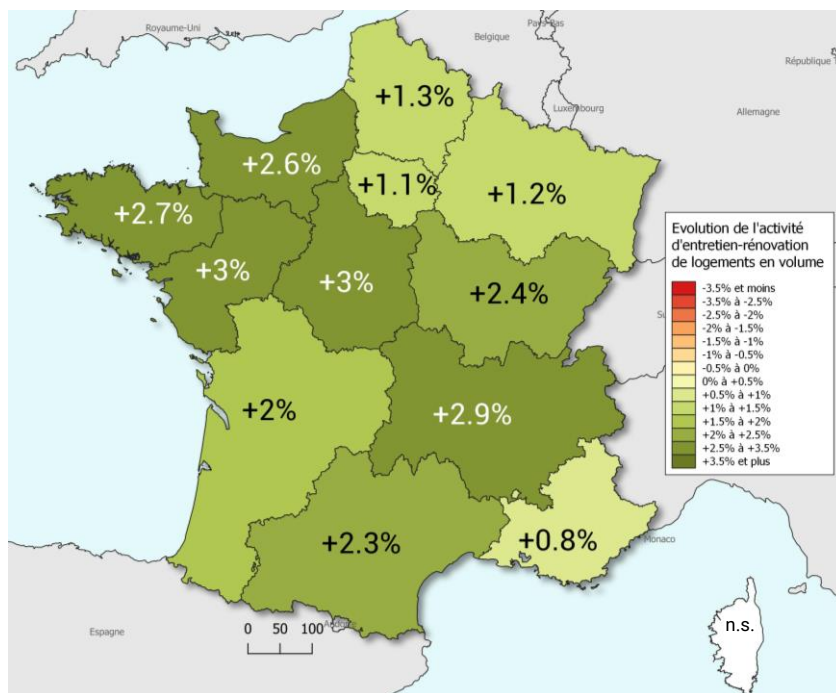 Royaume-Uni
Pays-Bas
Belgique
République
Luxembourg
Allemagne
+1.3%
+2.6%
+1.1%
+1.2%
+2.7%
+3%
+3%
+2.4%
+2%
+2.9%
+2.3%
+0.8%
Evolution de l'activité
d'entretien-rénovation
de logements en volume
-3.5% et moins
-3.5% à -2.5%
-2.5% à -2%
-2% à -1.5%
-1.5% à -1%
-1% à -0.5%
-0.5% à 0%
0% à +0.5%
+0.5% à +1%
+1% à +1.5%
+1.5% à +2%
+2% à +2.5%
+2.5% à +3.5%
+3.5% et plus
Su
Monaco
n.s.
Espagne
Andorre
0 50 100